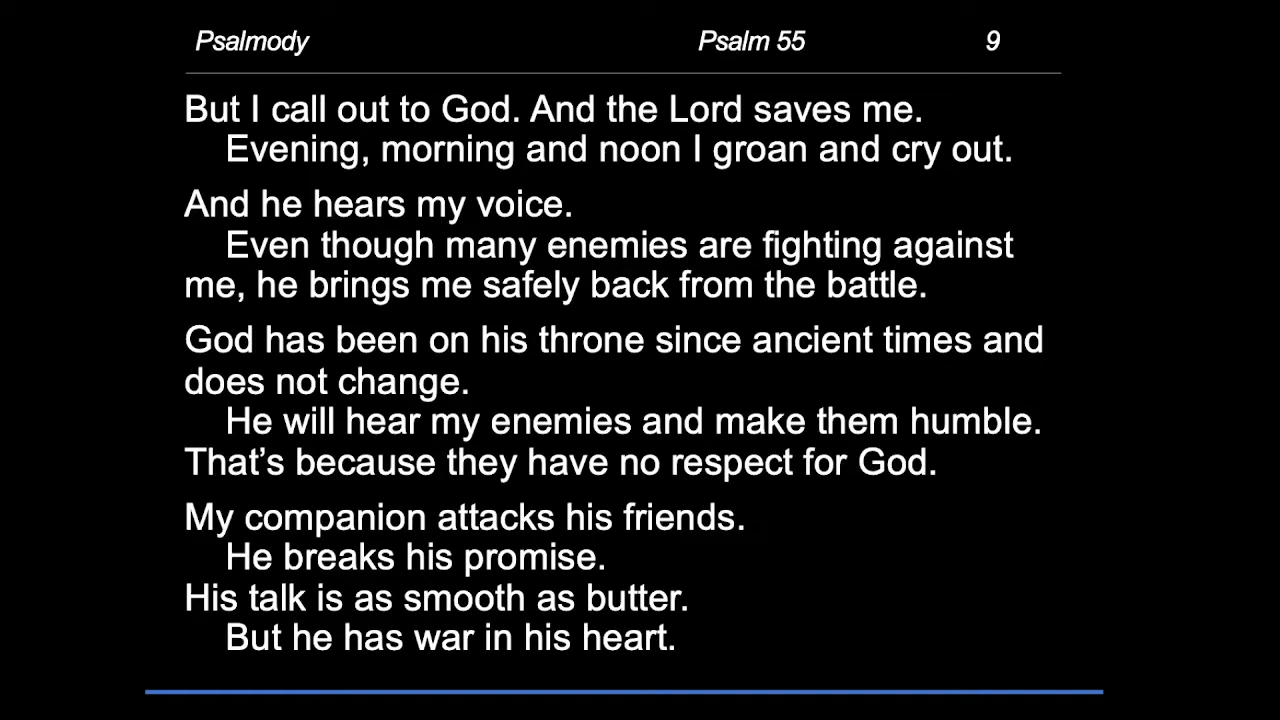 Psalmody Psalm 55 9
But I call out to God. And the Lord saves me.
Evening, morning and noon I groan and cry out.
And he hears my voice.
Even though many enemies are fighting against
me, he brings me safely back from the battle.
God has been on his throne since ancient times and
does not change.
He will hear my enemies and make them humble.
That’s because they have no respect for God.
My companion attacks his friends.
He breaks his promise.
His talk is as smooth as butter.
But he has war in his heart.